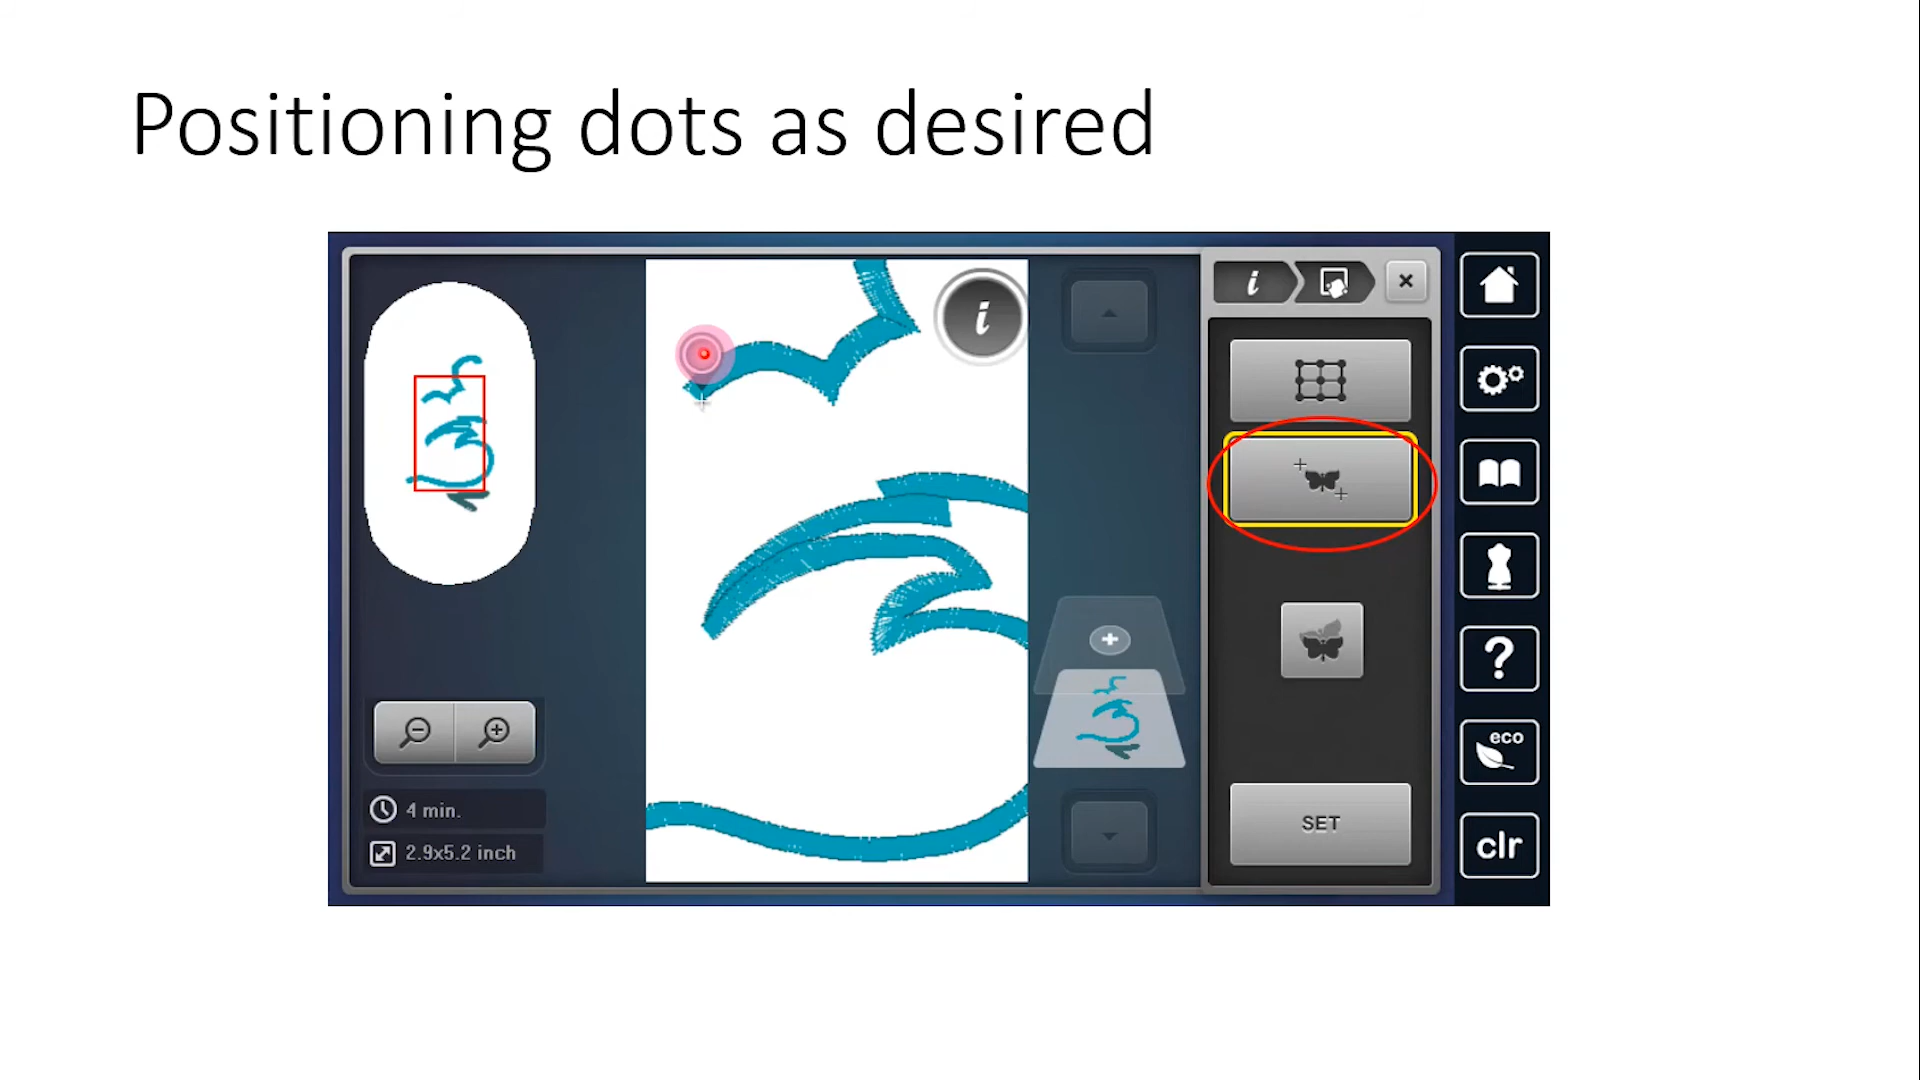 Positioning dots as desired
i
i
4 min.
2.9x5.2 inch
SET
?
eco
clr